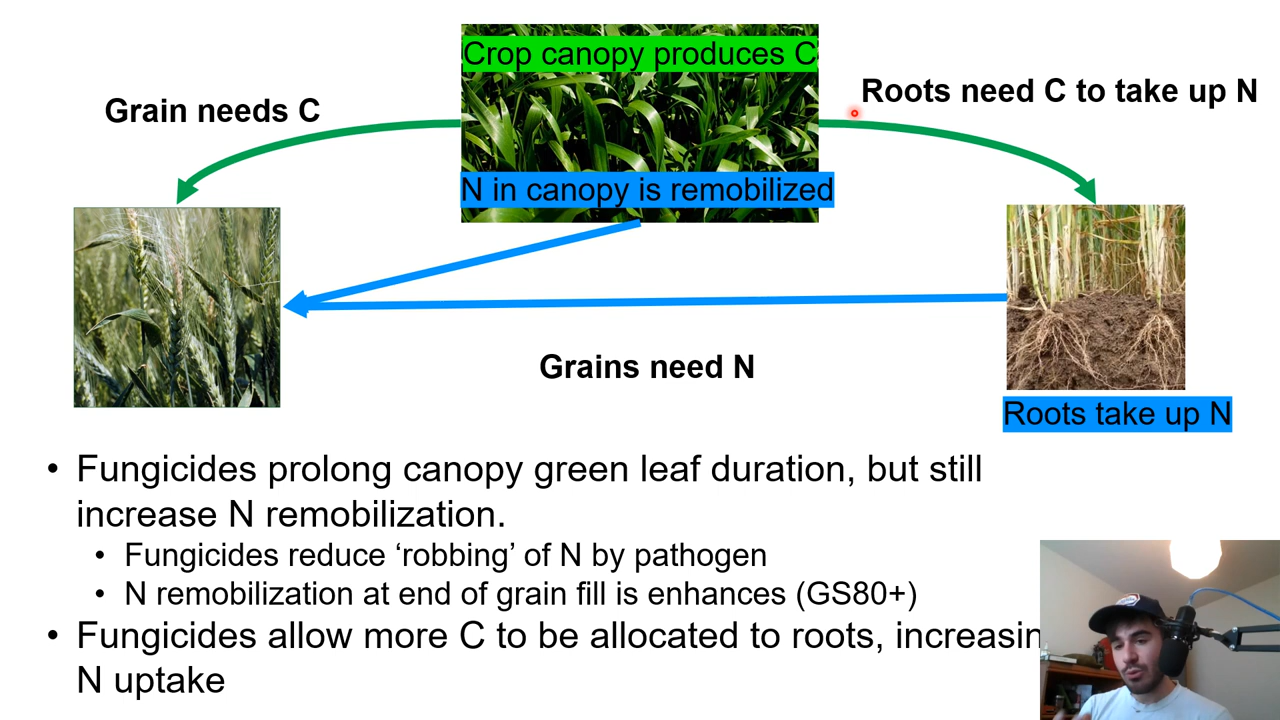 Crop canopy produces C
Grain needs C
Roots need C to take up N
N in canopy is remobilized
Grains need N
Roots take up N
• Fungicides prolong canopy green leaf duration, but still
increase N remobilization.
• Fungicides reduce ‘robbing’ of N by pathogen
• N remobilization at end of grain fill is enhances (GS80+)
• Fungicides allow more C to be allocated to roots, increasin
N uptake